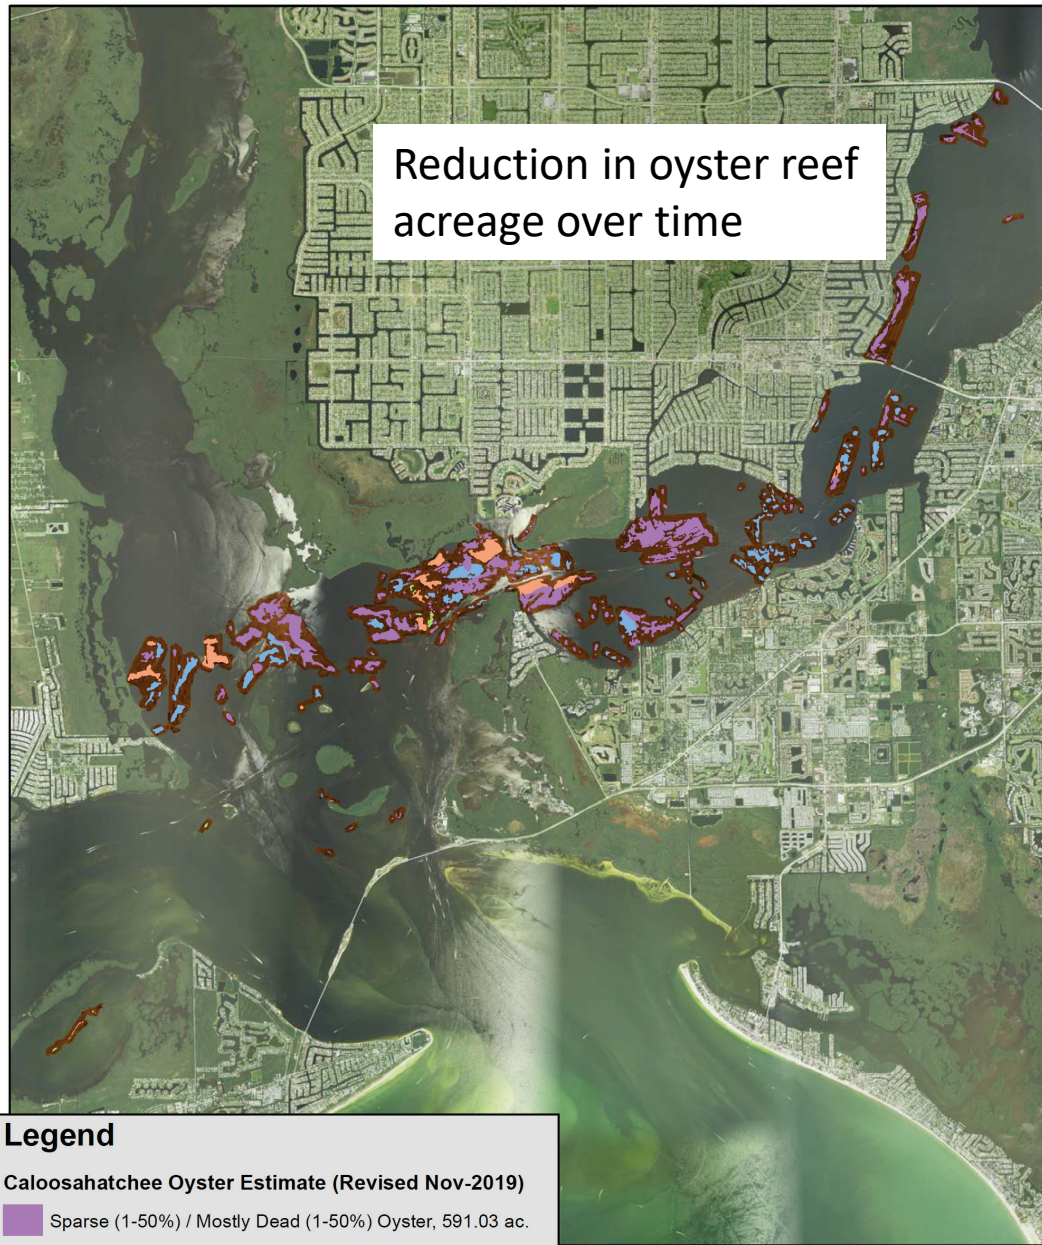 Reduction in oyster reef
acreage over time
Legend
Caloosahatchee Oyster Estimate (Revised Nov-2019)
Sparse (1-50%) / Mostly Dead (1-50%) Oyster, 591.03 ac.